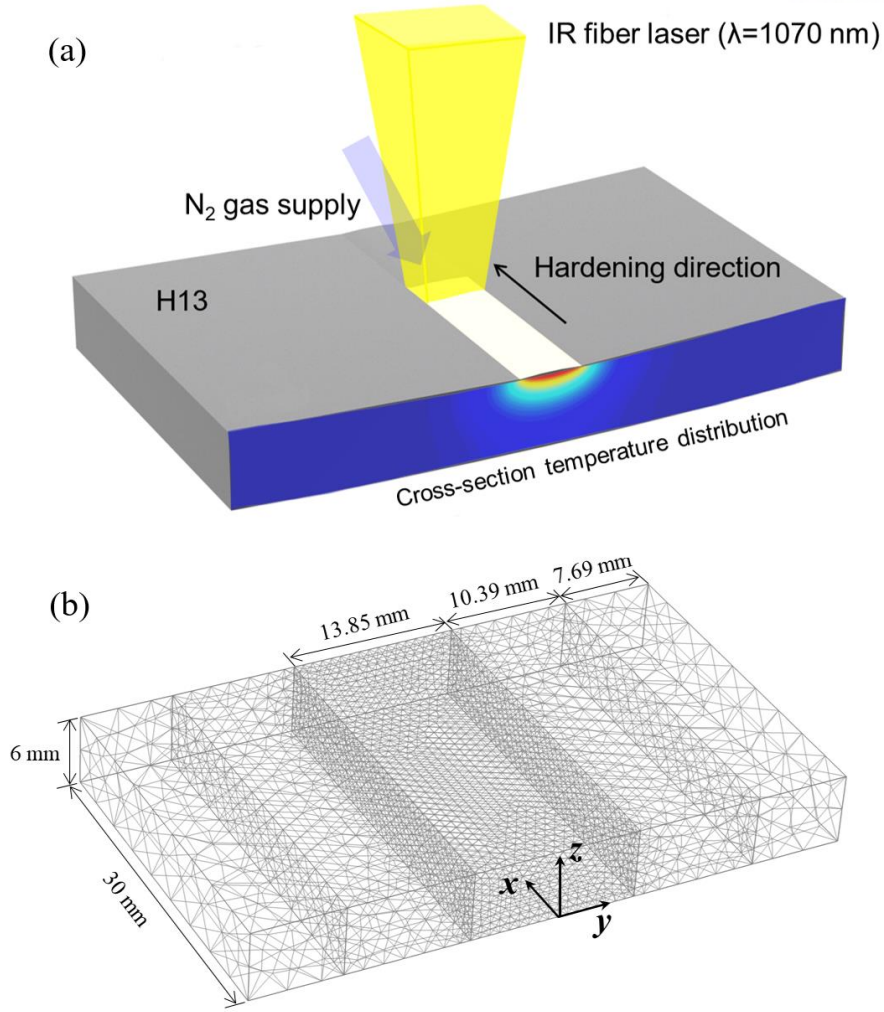 (a)
IR fiber laser (λ=1070 nm)
N₂ gas supply
Hardening direction
H13
Cross-section temperature distribution
(b)
7.69 mm
10.39 mm
13.85 mm
6 mm
30 mm
z
x
y